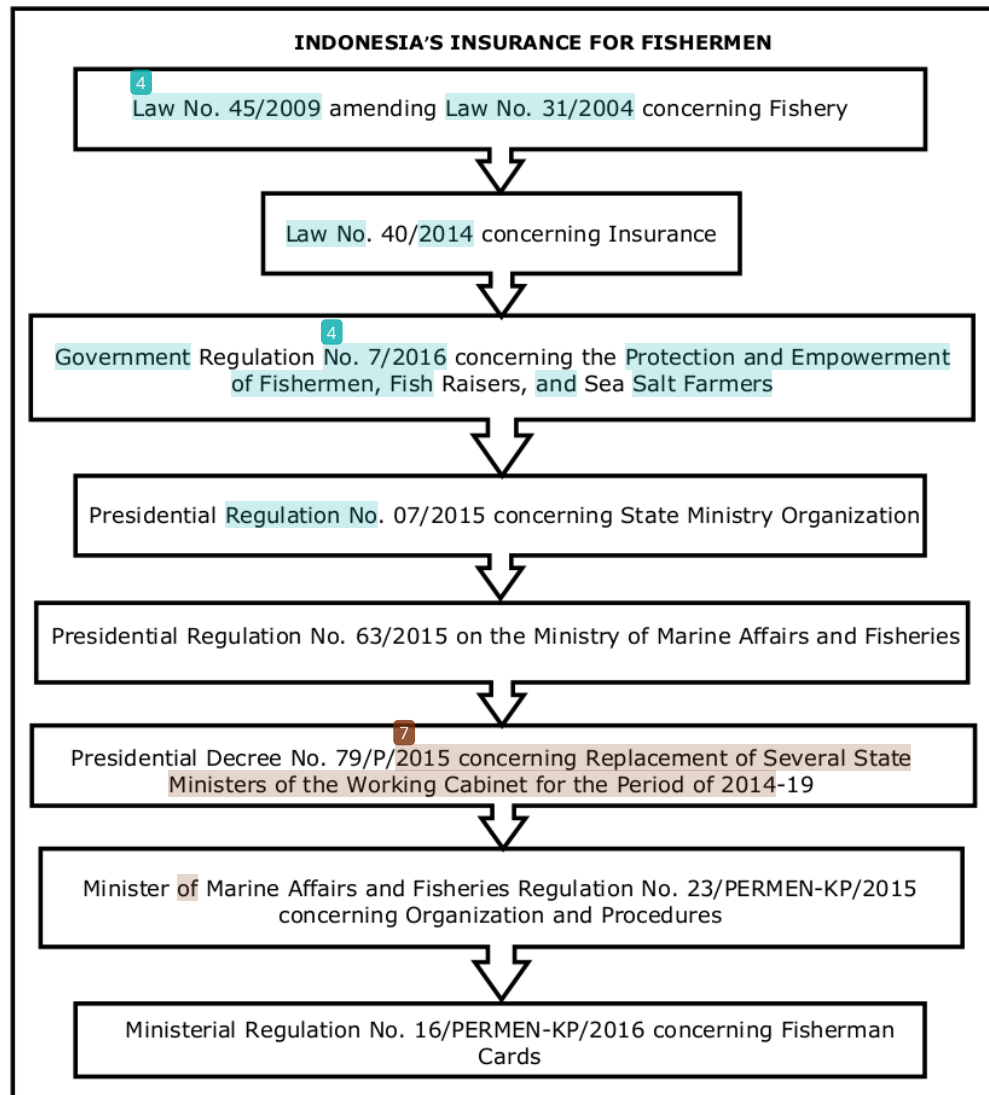 INDONESIA’S INSURANCE FOR FISHERMEN
4
Law No. 45/2009 amending Law No. 31/2004 concerning Fishery
Law No. 40/2014 concerning Insurance
4
Government Regulation No. 7/2016 concerning the Protection and Empowerment
of Fishermen, Fish Raisers, and Sea Salt Farmers
Presidential Regulation No. 07/2015 concerning State Ministry Organization
Presidential Regulation No. 63/2015 on the Ministry of Marine Affairs and Fisheries
7
Presidential Decree No. 79/P/2015 concerning Replacement of Several State
Ministers of the Working Cabinet for the Period of 2014-19
Minister of Marine Affairs and Fisheries Regulation No. 23/PERMEN-KP/2015
concerning Organization and Procedures
Ministerial Regulation No. 16/PERMEN-KP/2016 concerning Fisherman
Cards